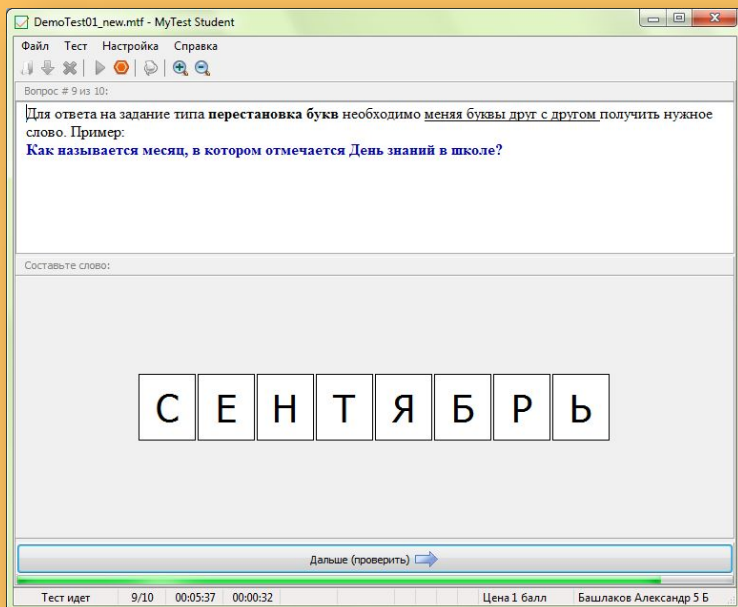 DemoTest01_new.mtf - MyTest Student
Файл Тест Настройка Справка
Вопрос # 9 из 10:
Для ответа на задание типа перестановка букв необходимо меняя буквы друг с другом получить нужное
слово. Пример:
Как называется месяц, в котором отмечается День знаний в школе?
Составьте слово:
С Е Н Т Я Б Р Ь
Дальше (проверить)
Тест идет 9/10 00:05:37 00:00:32 Цена 1 балл Башлаков Александр 5 Б